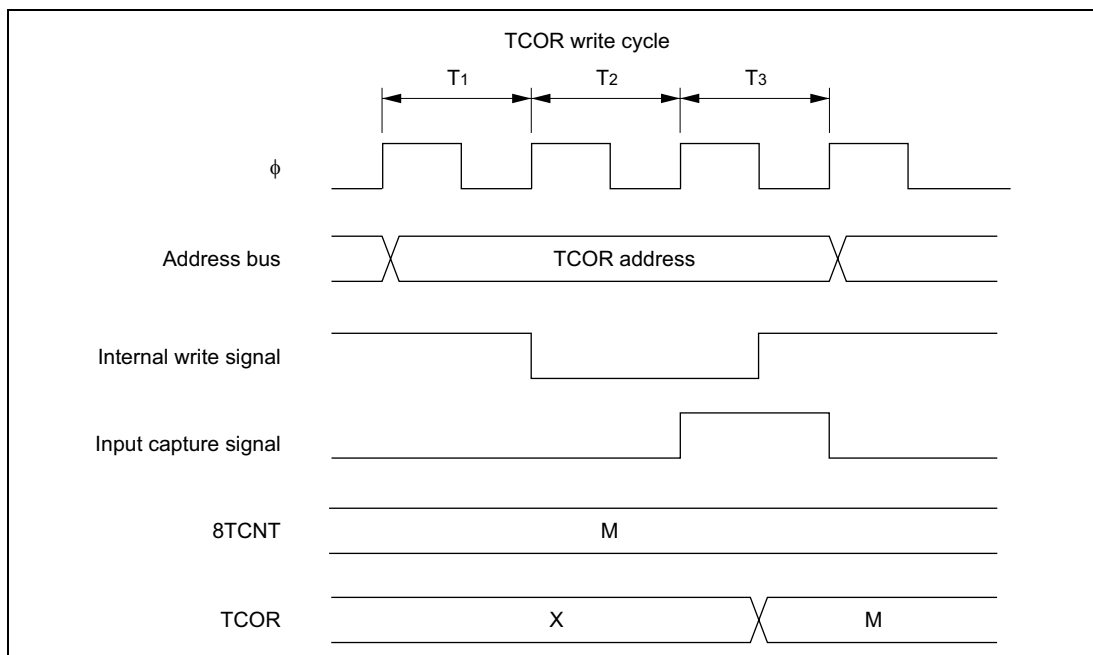 TCOR write cycle
T1 T2 T3
ϕ
Address bus TCOR address
Internal write signal
Input capture signal
8TCNT M
TCOR X M